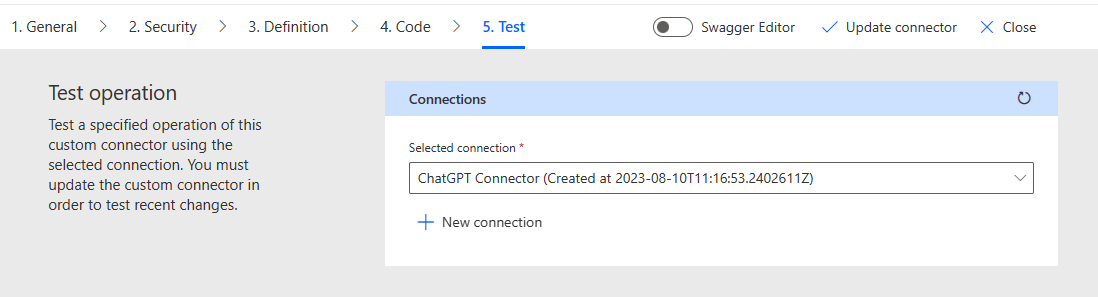 1. General 2. Security 3. Definition 4. Code 5. Test Swagger Editor Update connector Close
Test operation
Test a specified operation of this
custom connector using the
selected connection. You must
update the custom connector in
order to test recent changes.
Connections
Selected connection *
ChatGPT Connector (Created at 2023-08-10T11:16:53.2402611Z)
New connection